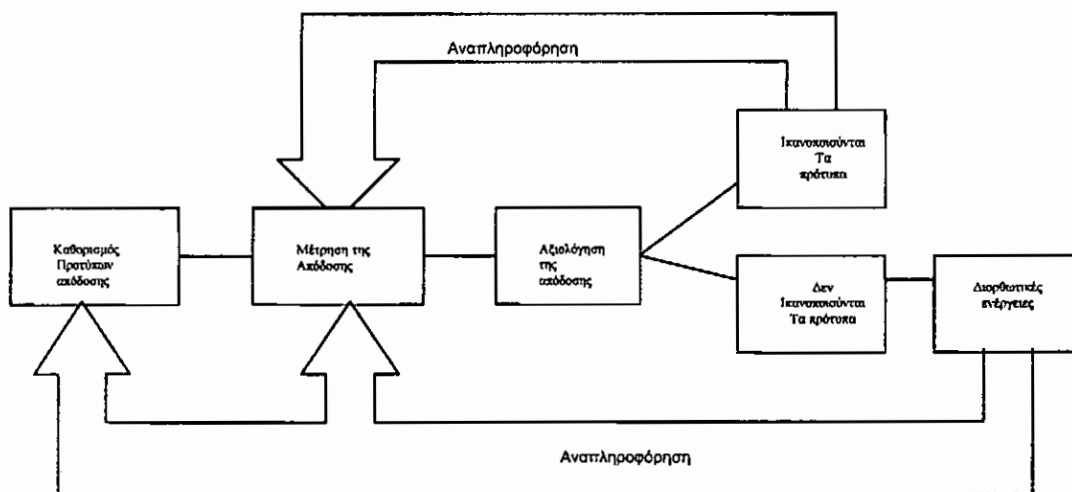 Αναπληροφόρηση
Ικανοποιούνται
Τα
πρότυπα
Καθορισμός
Προτύπων
απόδοσης
Μέτρηση της
Απόδοσης
Αξιολόγηση
της
απόδοσης
Δεν
Ικανοποιούνται
Τα πρότυπα
Διορθωτικές
ενέργειες
Αναπληροφόρηση